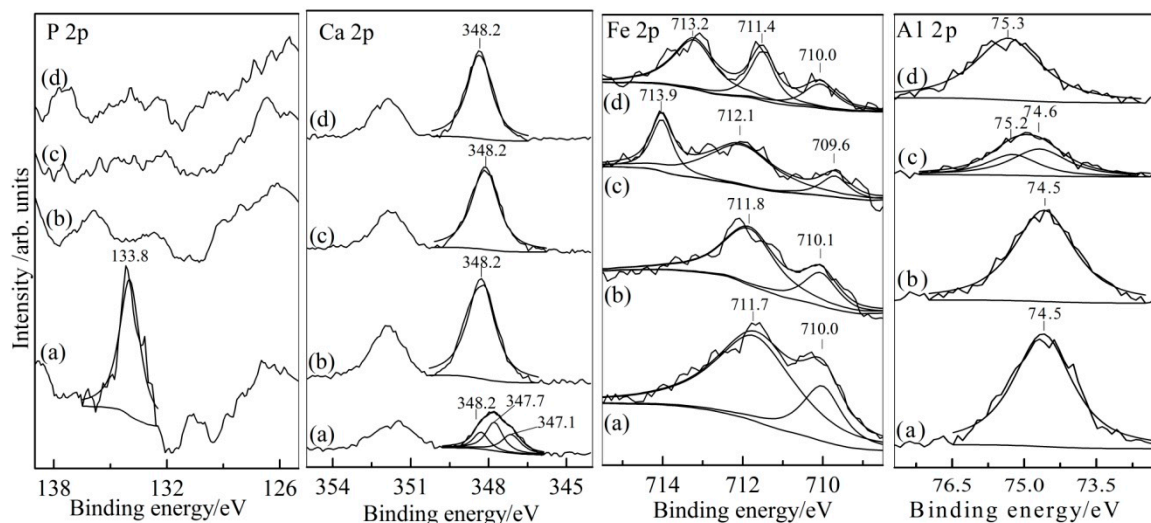 Intensity /arb. units
P 2p
(d)
(c)
(b)
133.8
(a)
138 132 126
Binding energy/eV
Ca 2p
348.2
(d)
348.2
(c)
348.2
(b)
348.2 347.7
347.1
(a)
354 351 348 345
Binding energy/eV
Fe 2p
713.2 711.4 710.0
(d)
713.9 712.1 709.6
(c)
711.8 710.1
(b)
711.7 710.0
(a)
714 712 710
Binding energy/eV
Al 2p
75.3
(d)
75.2 74.6
(c)
74.5
(b)
74.5
(a)
76.5 75.0 73.5
Binding energy/eV